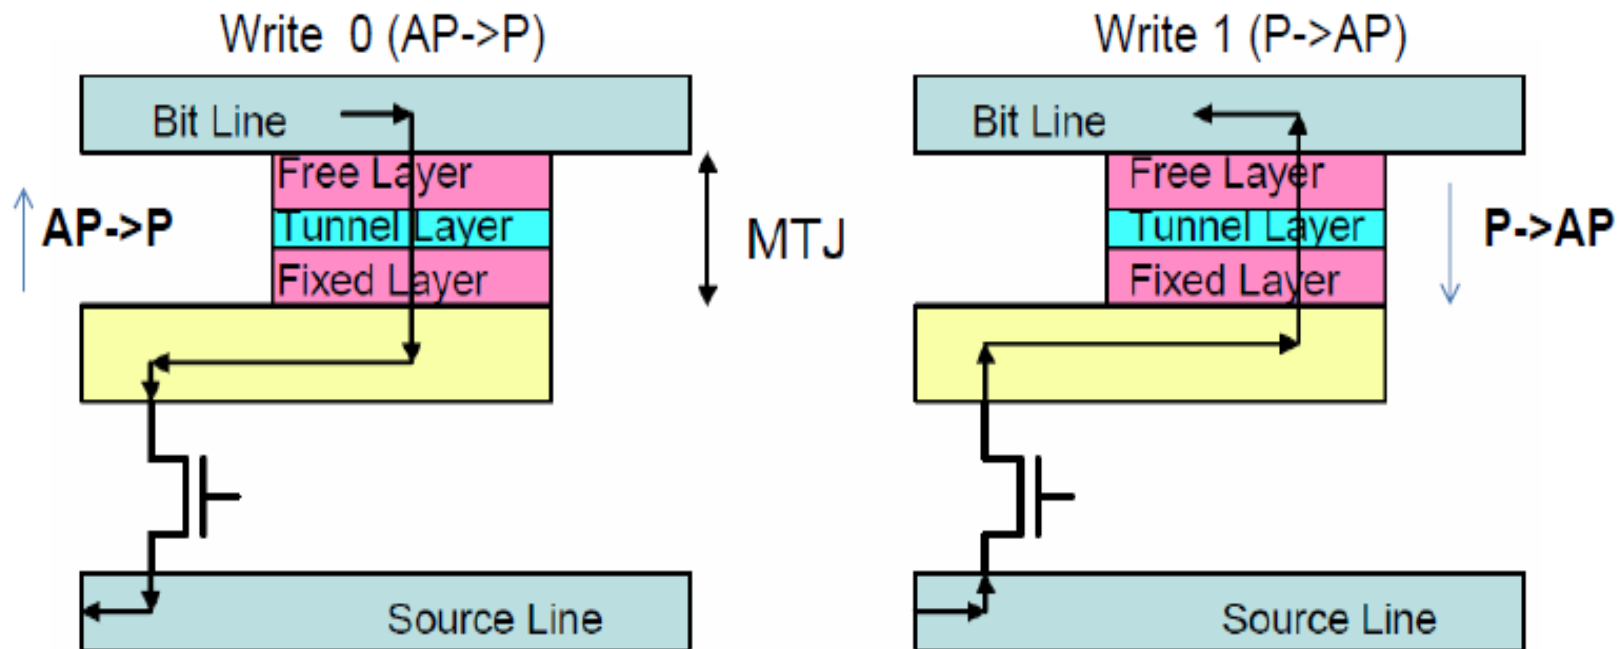 Write 0 (AP->P)
Bit Line
Free Layer
Tunnel Layer
Fixed Layer
AP->P
MTJ
Source Line
Write 1 (P->AP)
Bit Line
Free Layer
Tunnel Layer
Fixed Layer
P->AP
Source Line